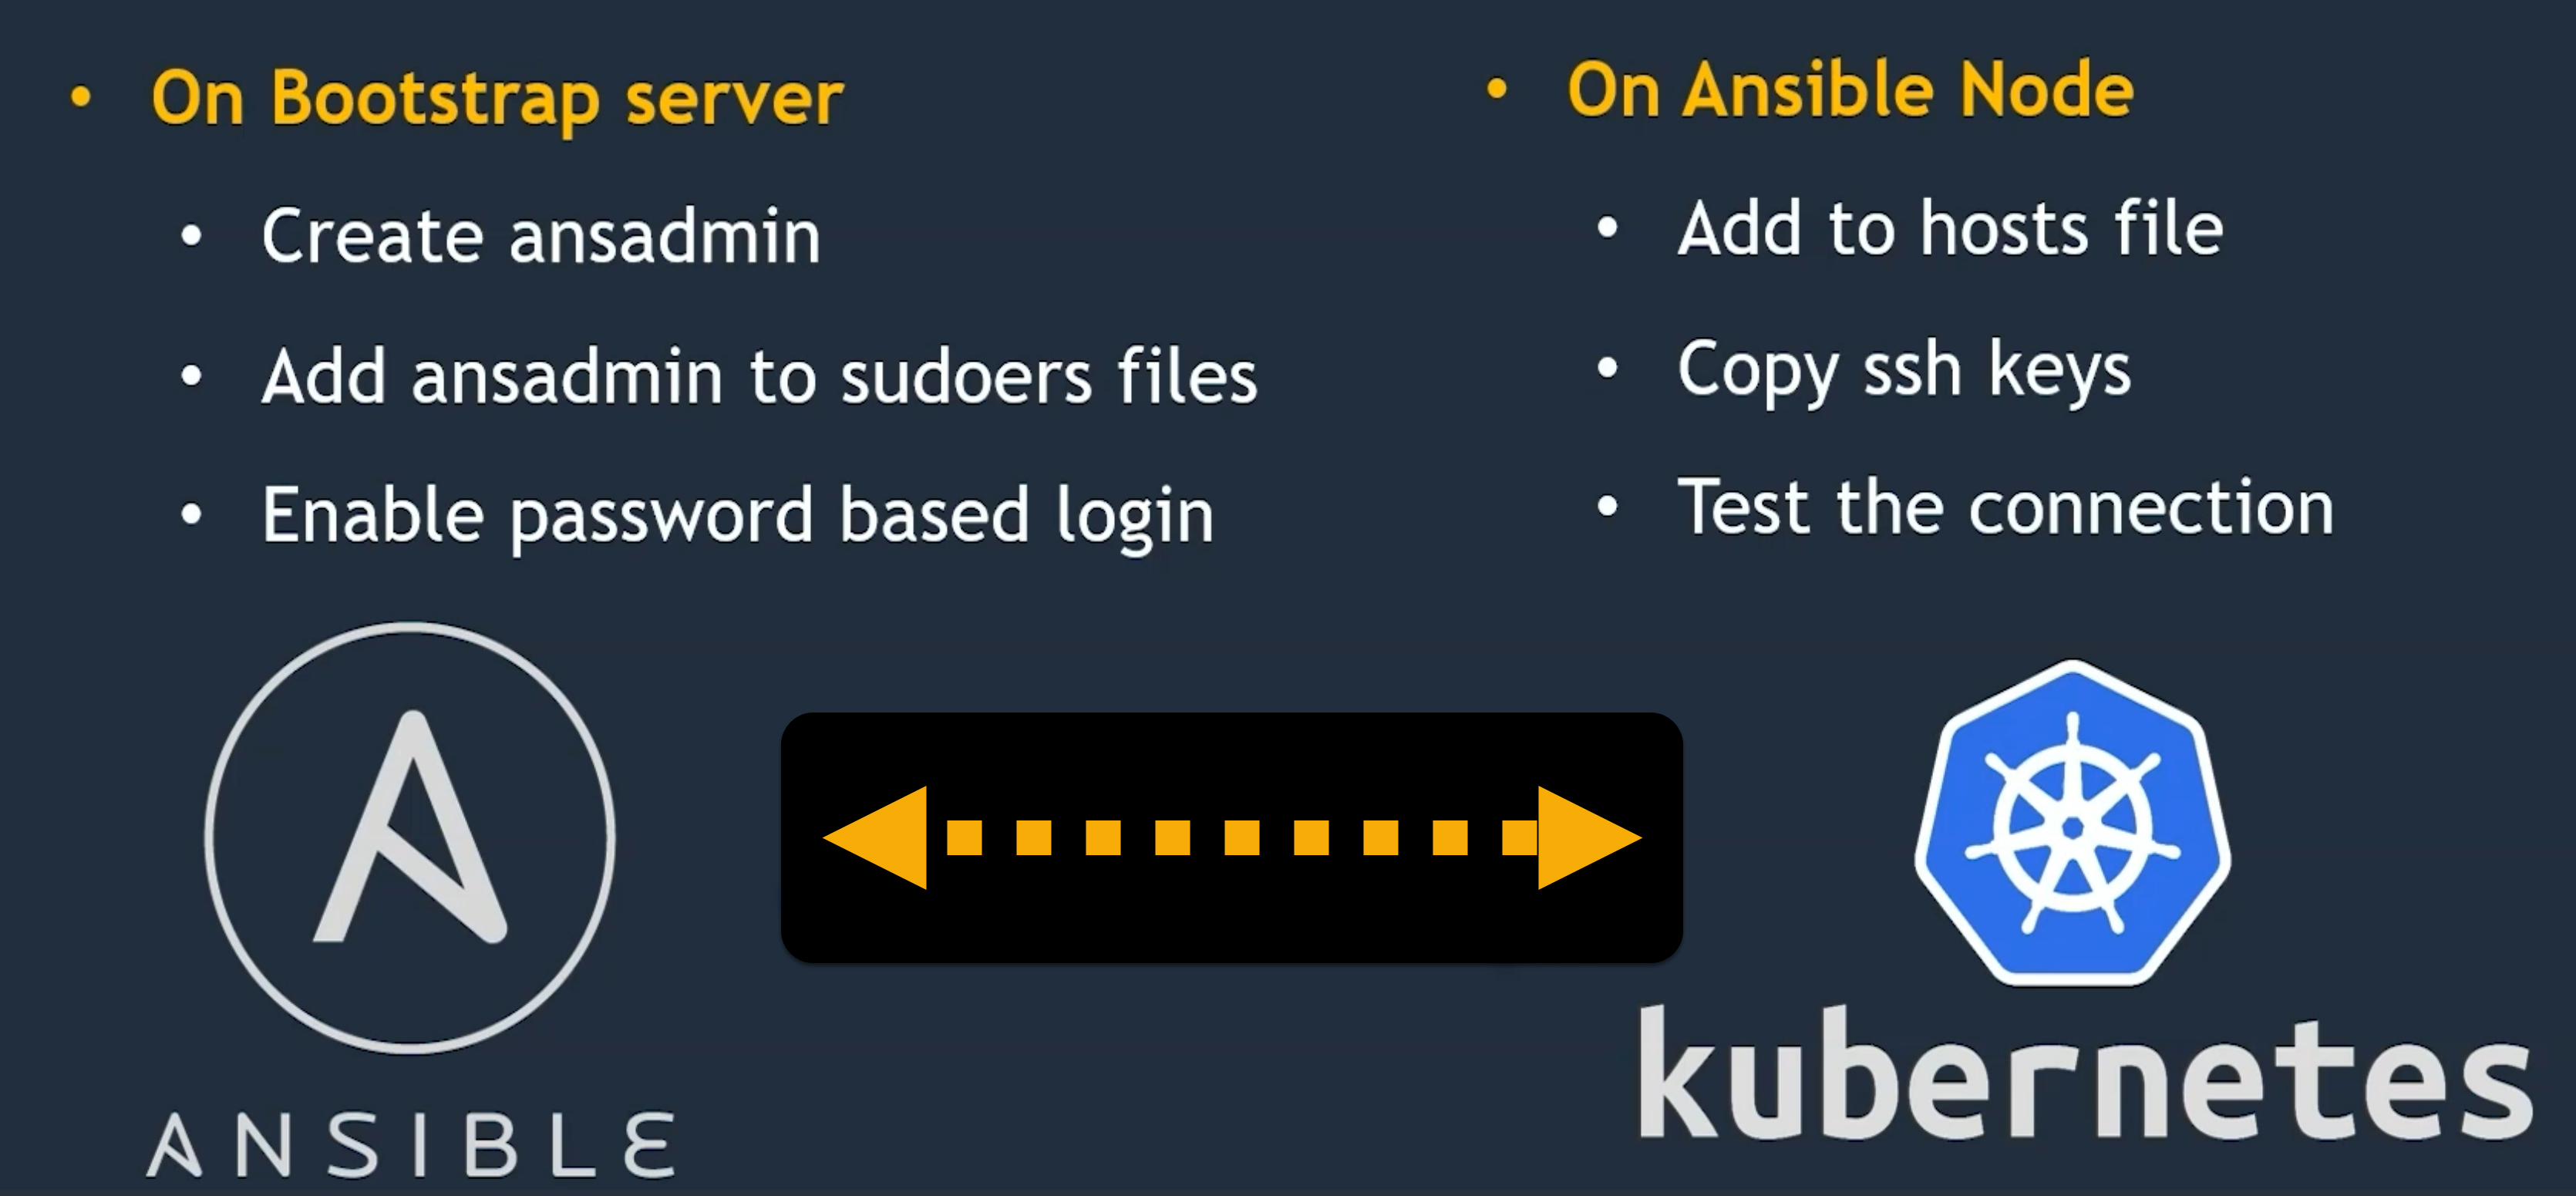 • On Bootstrap server
• Create ansadmin
• Add ansadmin to sudoers files
• Enable password based login
• On Ansible Node
• Add to hosts file
• Copy ssh keys
• Test the connection
ANSIBLE
kubernetes